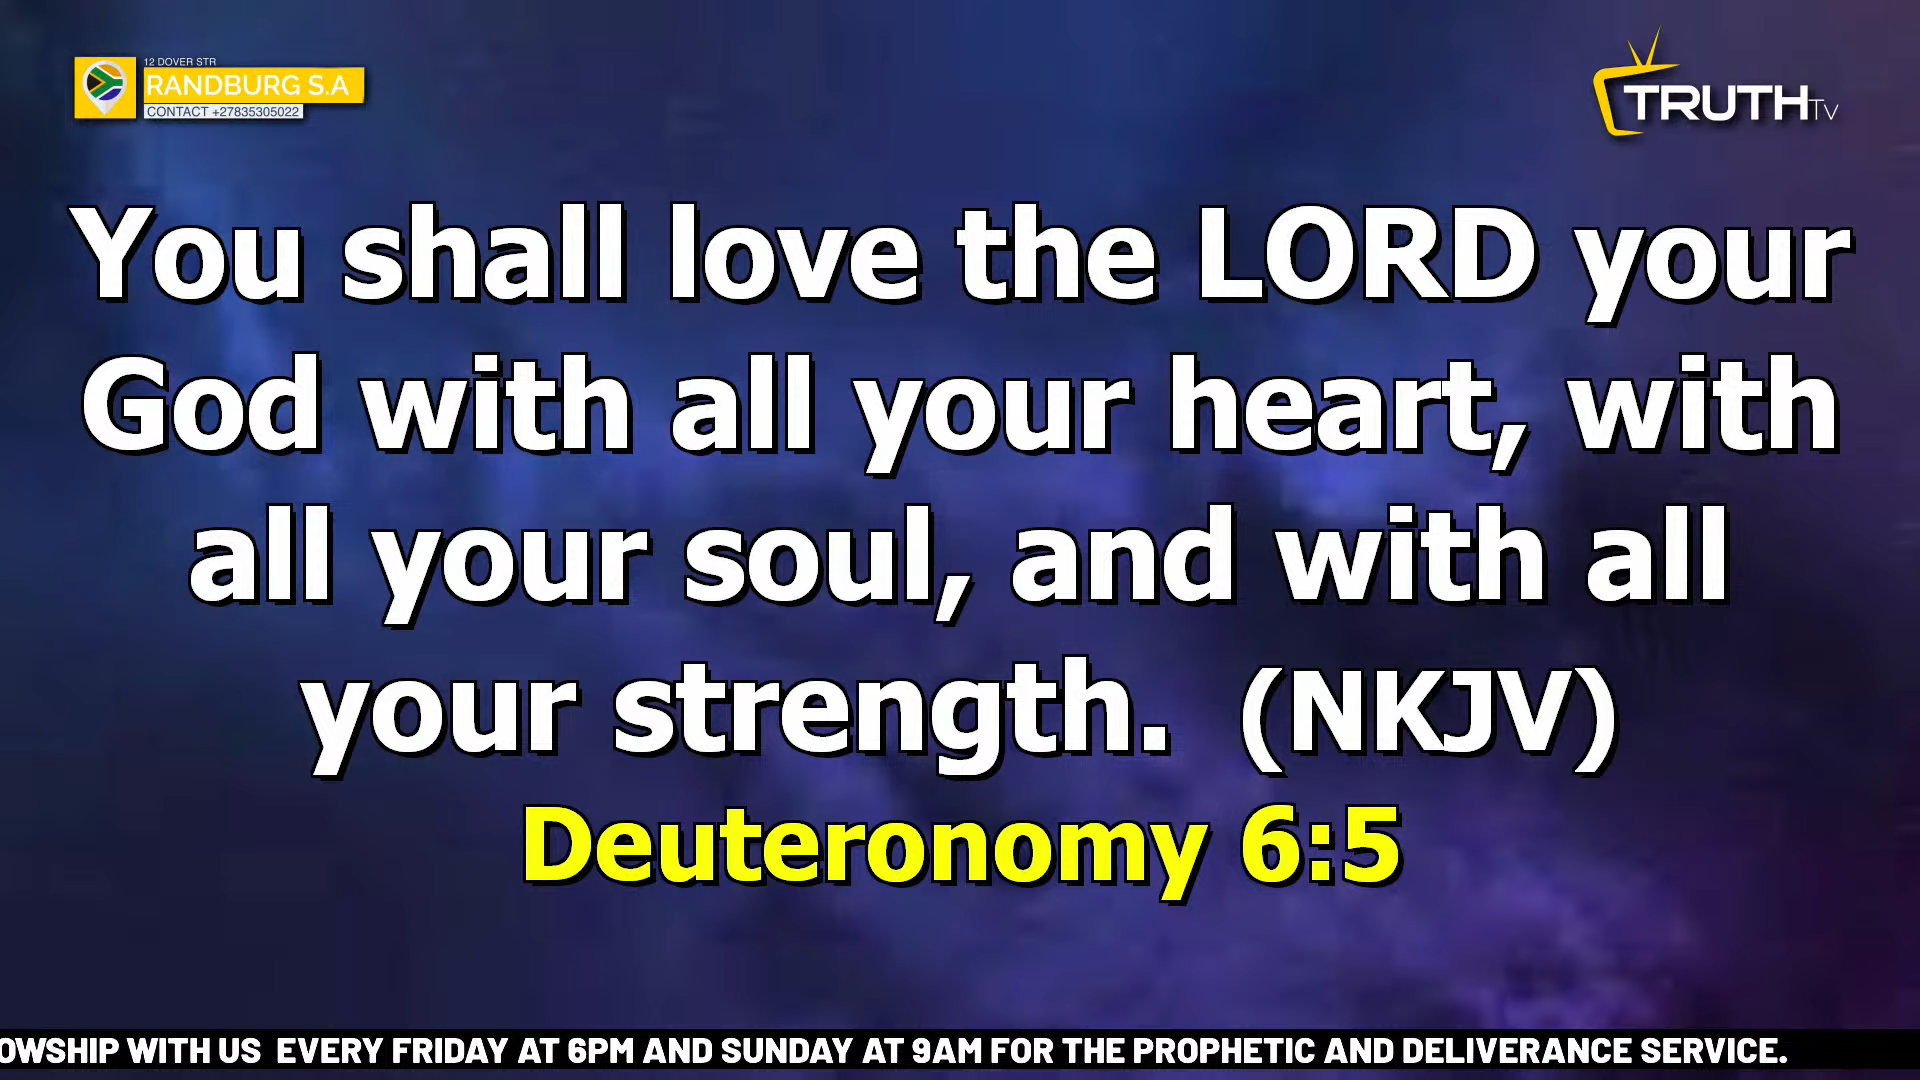 12 DOVER STR
RANDBURG S.A
CONTACT +27835305022
TRUTH TV
You shall love the LORD your
God with all your heart, with
all your soul, and with all
your strength. (NKJV)
Deuteronomy 6:5
OWSHIP WITH US EVERY FRIDAY AT 6PM AND SUNDAY AT 9AM FOR THE PROPHETIC AND DELIVERANCE SERVICE.